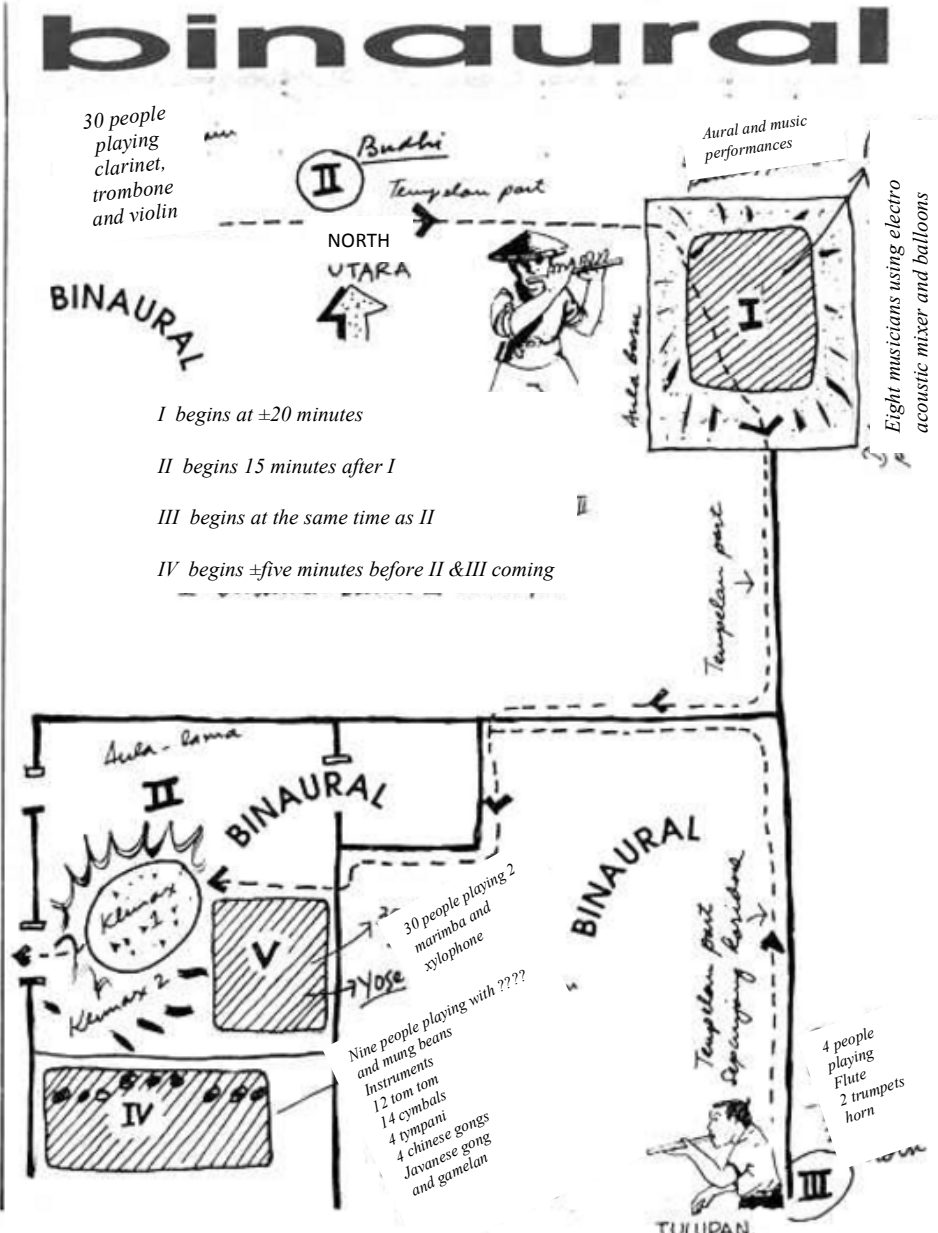 binaural
30 people
playing
clarinet,
trombone
and violin
II
Budhi
Tempelan part
Aural and music
performances
NORTH
UTARA
BINAURAL
I
Aula baru
Eight musicians using electro
acoustic mixer and balloons
I begins at ±20 minutes
II begins 15 minutes after I
III begins at the same time as II
IV begins ±five minutes before II &III coming
III
Tempelan part
Aula-lama
II
BINAURAL
Klimax
1
Klimax 2
V
30 people playing 2
marimba and
xylophone
Yose
BINAURAL
Tempelan part
sepanjang koridor
Nine people playing with ????
and mung beans
Instruments
12 tom tom
14 cymbals
4 tympani
4 chinese gongs
Javanese gong
and gamelan
IV
4 people
playing
Flute
2 trumpets
horn
III
TULUPAN